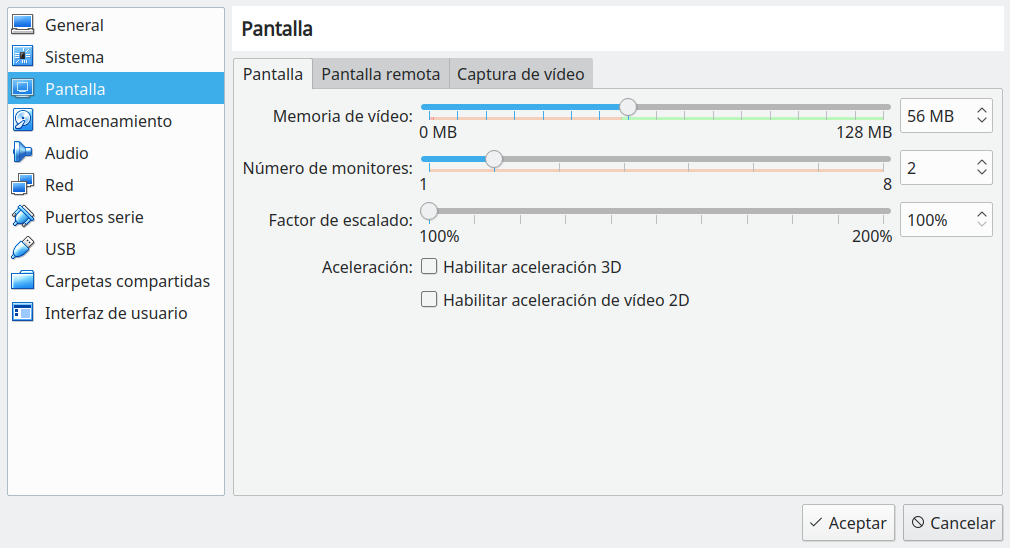 General
Sistema
Pantalla
Almacenamiento
Audio
Red
Puertos serie
USB
Carpetas compartidas
Interfaz de usuario
Pantalla
Pantalla
Pantalla remota
Captura de vídeo
Memoria de vídeo:
56 MB
0 MB
128 MB
Número de monitores:
2
1
8
Factor de escalado:
100%
100%
200%
Aceleración:
Habilitar aceleración 3D
Habilitar aceleración de vídeo 2D
Aceptar
Cancelar